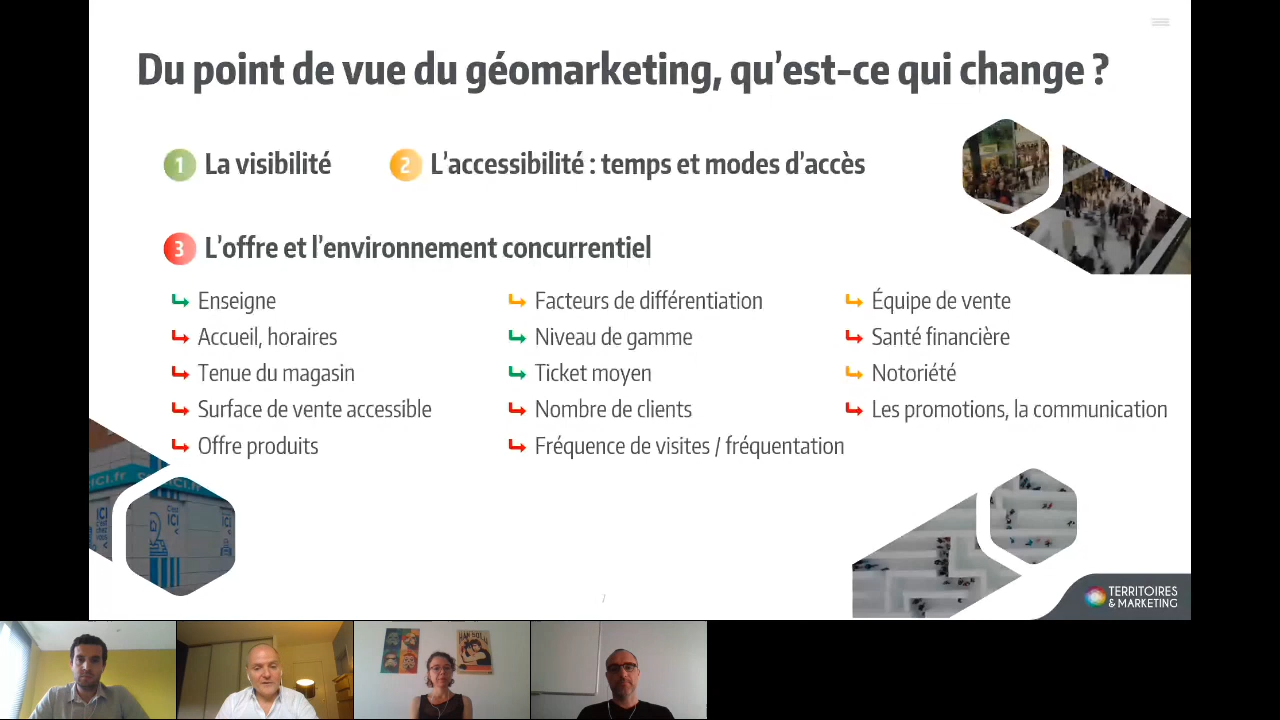 Du point de vue du géomarketing, qu’est-ce qui change ?
1 La visibilité
2 L’accessibilité : temps et modes d’accès
3 L’offre et l’environnement concurrentiel
Enseigne
Accueil, horaires
Tenue du magasin
Surface de vente accessible
Offre produits
Facteurs de différentiation
Niveau de gamme
Ticket moyen
Nombre de clients
Fréquence de visites / fréquentation
Équipe de vente
Santé financière
Notoriété
Les promotions, la communication
ICI
TERRITOIRES
& MARKETING
HAN SOLO